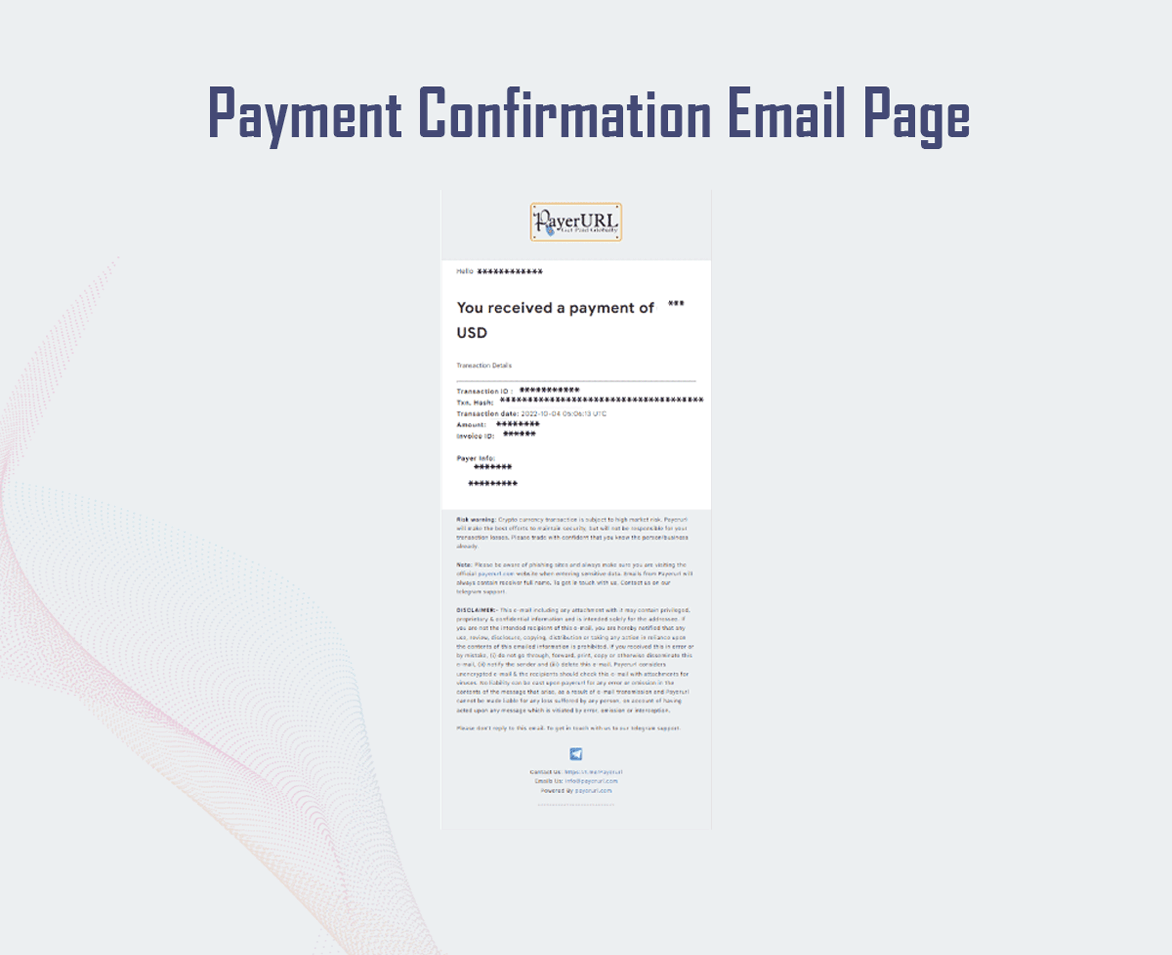 Payment Confirmation Email Page
PayerURL
Get Paid Globally
Hello ************
You received a payment of ***
USD
Transaction Details
Transaction ID : ***********
Txn. Hash: *************************************
Transaction date: 2022-10-04 05:06:13 UTC
Amount: ********
Invoice ID: ******
Payer Info:
*******
*********
Risk warning: Crypto currency transaction is subject to high market risk. Payerurl
will make the best efforts to maintain security, but will not be responsible for your
transaction losses. Please trade with confident that you know the person/business
already.
Note: Please be aware of phishing sites and always make sure you are visiting the
official payerurl.com website when entering sensitive data. Emails from Payerurl will
always contain receiver full name. To get in touch with us, Contact us on our
telegram support.
DISCLAIMER:- This e-mail including any attachment with it may contain privileged,
proprietary & confidential information and is intended solely for the addresses. If
you are not the intended recipient of this e-mail, you are hereby notified that any
use, review, disclosure, copying, distribution or taking any action in reliance upon
the contents of this emailed information is prohibited. If you received this in error or
by mistake, (i) do not go through, forward, print, copy or otherwise disseminate this
e-mail, (ii) notify the sender and (iii) delete this e-mail. Payerurl considers
unencrypted e-mail & the recipients should check this e-mail with attachments for
viruses. No liability can be cast upon payerurl for any error or omission in the
contents of the message that arise, as a result of e-mail transmission and Payerurl
cannot be made liable for any loss suffered by any person, on account of having
acted upon any message which is vitiated by error, omission or interception.
Please don't reply to this email. To get in touch with us to our telegram support.
Contact Us: https://t.me/Payerurl
Emails Us: info@payerurl.com
Powered By payerurl.com